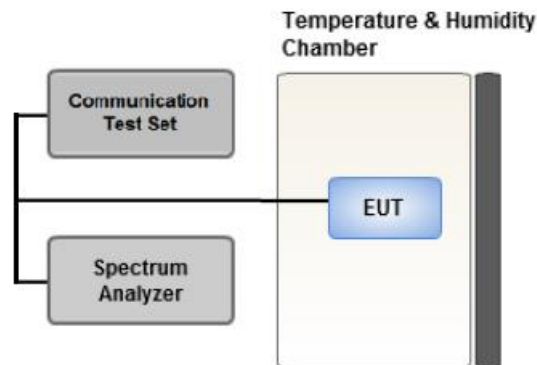 Temperature & Humidity
Chamber
Communication
Test Set
EUT
Spectrum
Analyzer